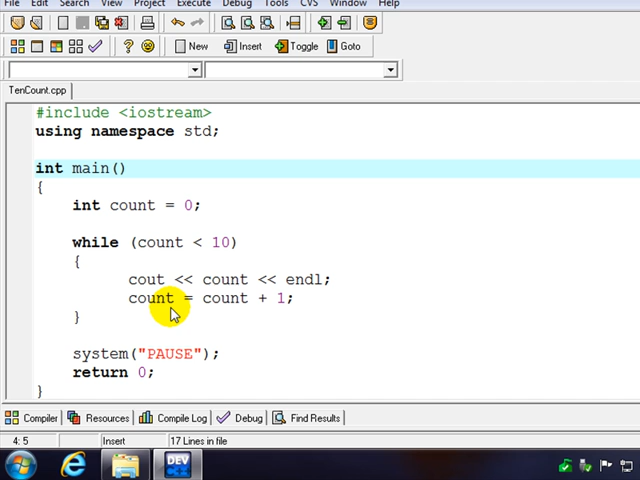 File Edit Search View Project Execute Debug Tools CVS Window Help
New Insert Toggle Goto
TenCount.cpp
#include <iostream>
using namespace std;
int main()
{
int count = 0;
while (count < 10)
{
cout << count << endl;
count = count + 1;
}
system("PAUSE");
return 0;
}
Compiler Resources Compile Log Debug Find Results
4: 5 Insert 17 Lines in file
DEV C++